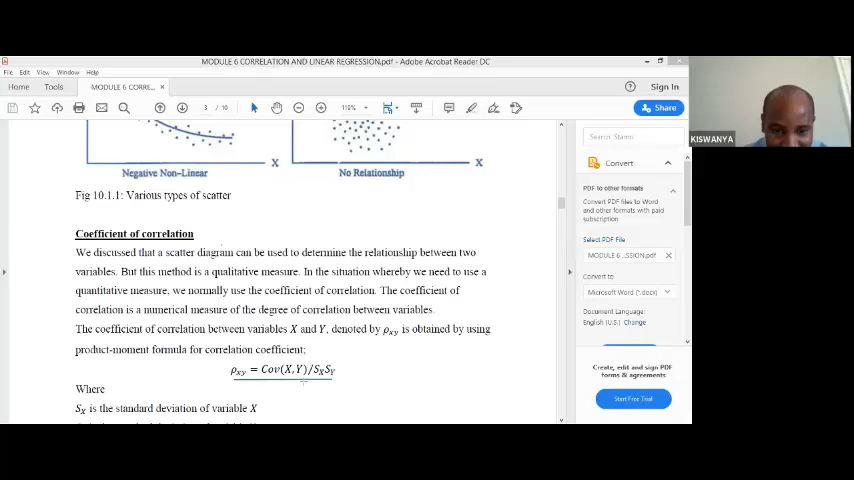 MODULE 6 CORRELATION AND LINEAR REGRESSION.pdf - Adobe Acrobat Reader DC
File Edit View Window Help
Home Tools MODULE 6 CORRE... × Sign In
3 / 10 119% Share
X X
Negative Non-Linear No Relationship
Fig 10.1.1: Various types of scatter
Coefficient of correlation
We discussed that a scatter diagram can be used to determine the relationship between two
variables. But this method is a qualitative measure. In the situation whereby we need to use a
quantitative measure, we normally use the coefficient of correlation. The coefficient of
correlation is a numerical measure of the degree of correlation between variables.
The coefficient of correlation between variables X and Y, denoted by ρxy is obtained by using
product-moment formula for correlation coefficient;
ρxy = Cov(X,Y)/SXSY
Where
SX is the standard deviation of variable X
Convert
PDF to other formats
Convert PDF files to Word
and other formats with paid
subscription
Select PDF File
MODULE 6 ...SSION.pdf ×
Convert to
Microsoft Word (*.docx)
Document Language:
English (U.S.) Change
Create, edit and sign PDF
forms & agreements
Start Free Trial
KISWANYA